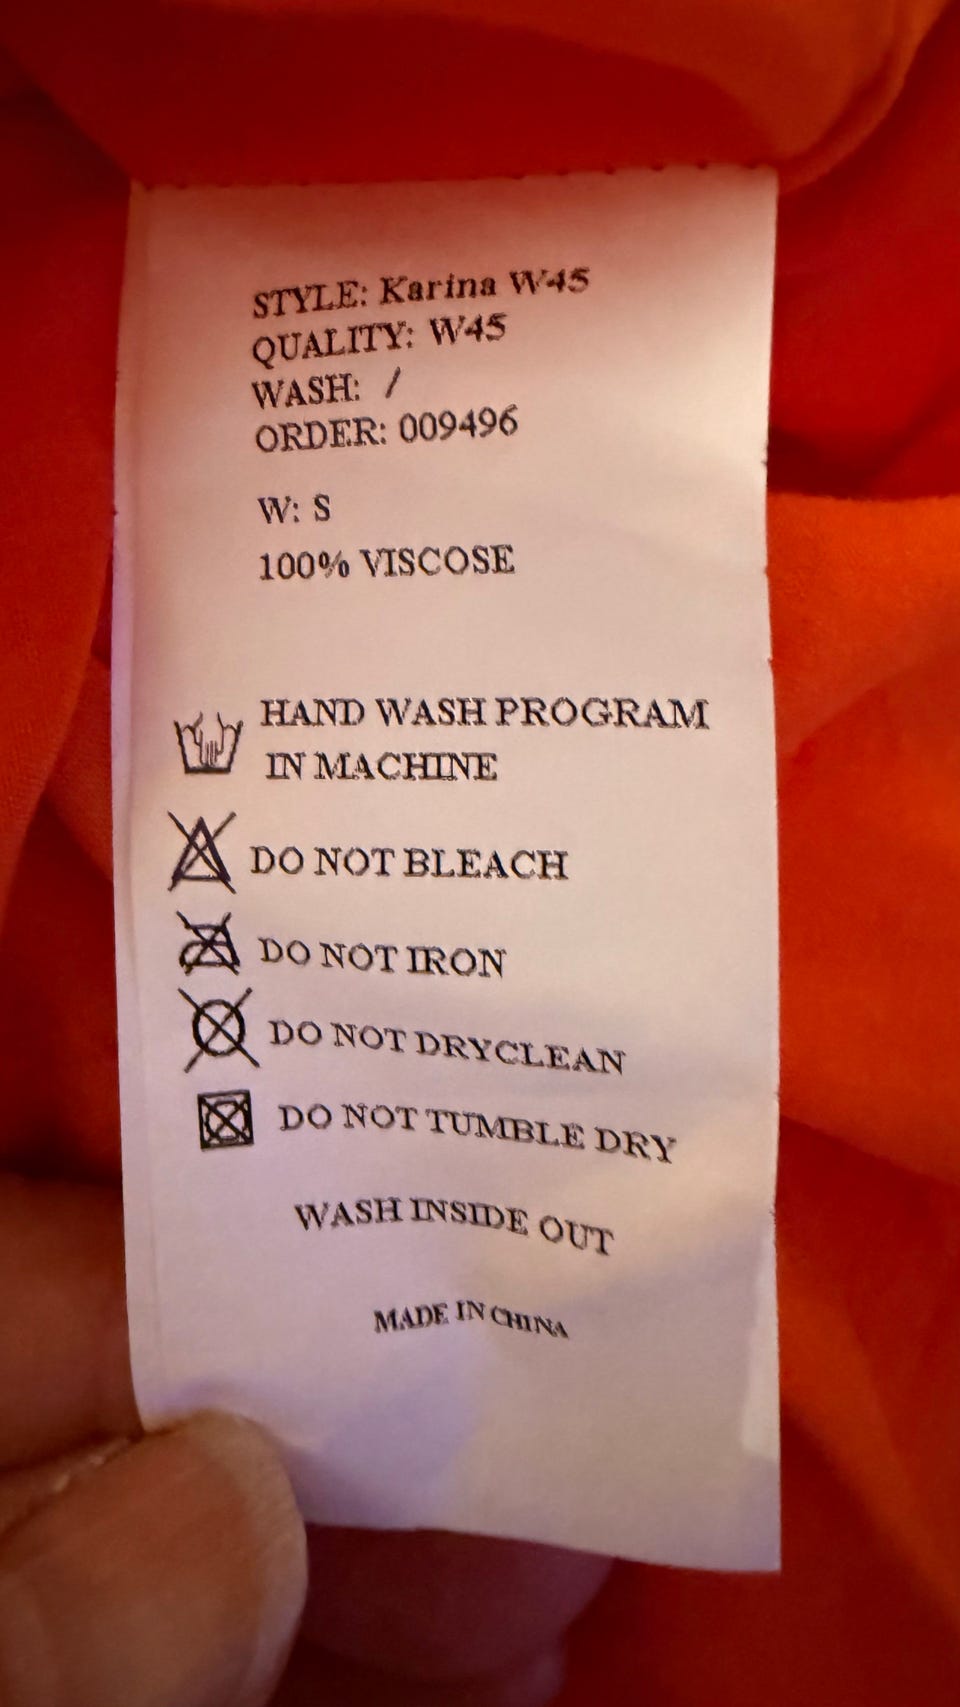 STYLE: Karina W45
QUALITY: W45
WASH: /
ORDER: 009496
W: S
100% VISCOSE
HAND WASH PROGRAM
IN MACHINE
DO NOT BLEACH
DO NOT IRON
DO NOT DRYCLEAN
DO NOT TUMBLE DRY
WASH INSIDE OUT
MADE IN CHINA